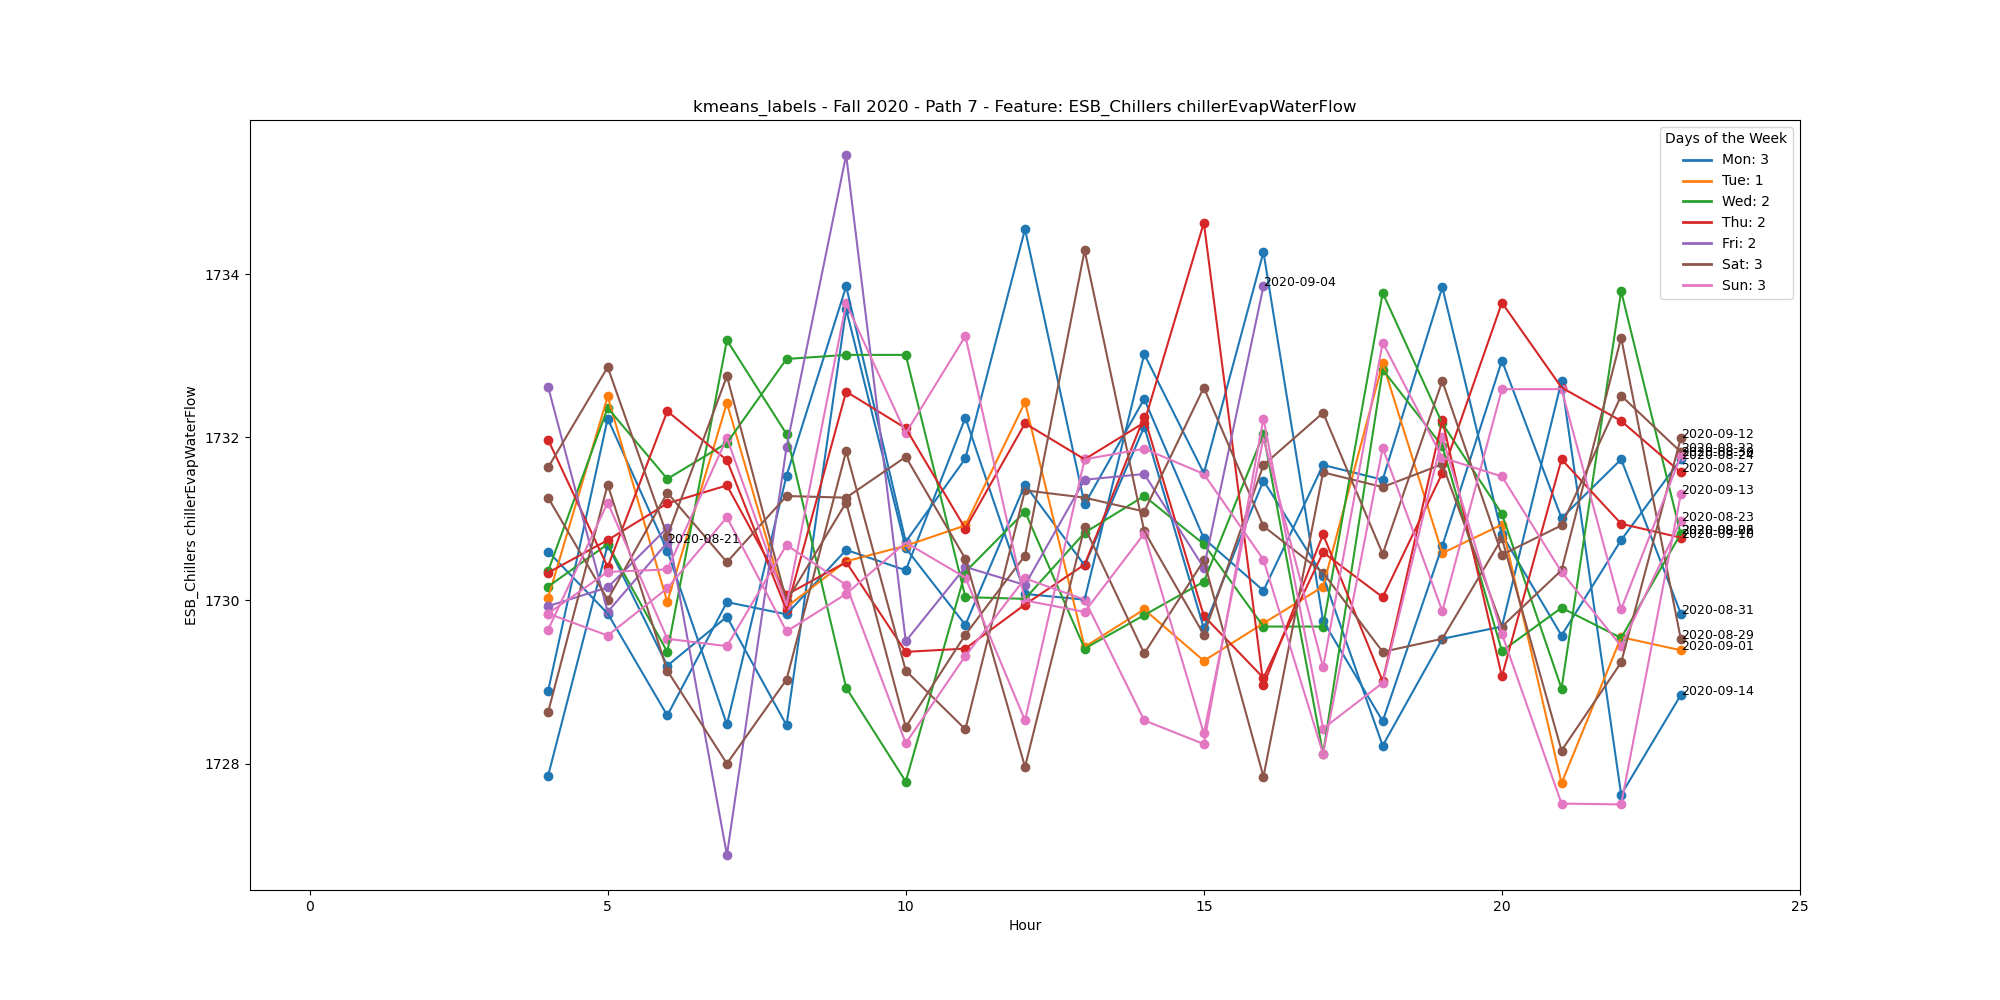 kmeans_labels - Fall 2020 - Path 7 - Feature: ESB_Chillers chillerEvapWaterFlow
Days of the Week
Mon: 3
Tue: 1
Wed: 2
Thu: 2
Fri: 2
Sat: 3
Sun: 3
1734
1732
1730
1728
ESB_Chillers chillerEvapWaterFlow
2020-09-04
2020-08-21
2020-09-12
2020-08-27
2020-09-13
2020-08-23
2020-09-10
2020-08-31
2020-08-29
2020-09-01
2020-09-14
0
5
10
15
20
25
Hour